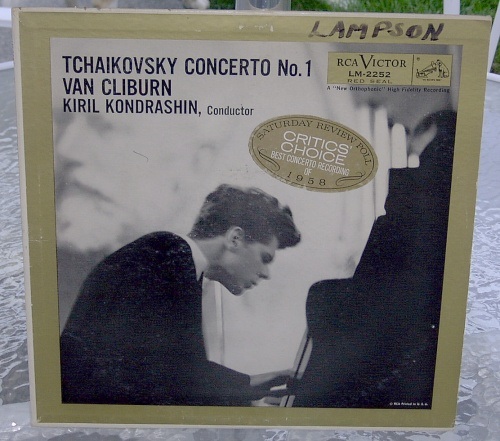 LAMPSON
TCHAIKOVSKY CONCERTO No. 1
VAN CLIBURN
KIRIL KONDRASHIN, Conductor
RCA VICTOR
LM-2252
RED SEAL
A "New Orthophonic" High Fidelity Recording
SATURDAY REVIEW POLL
CRITICS'
CHOICE
BEST CONCERTO RECORDING
OF
1958